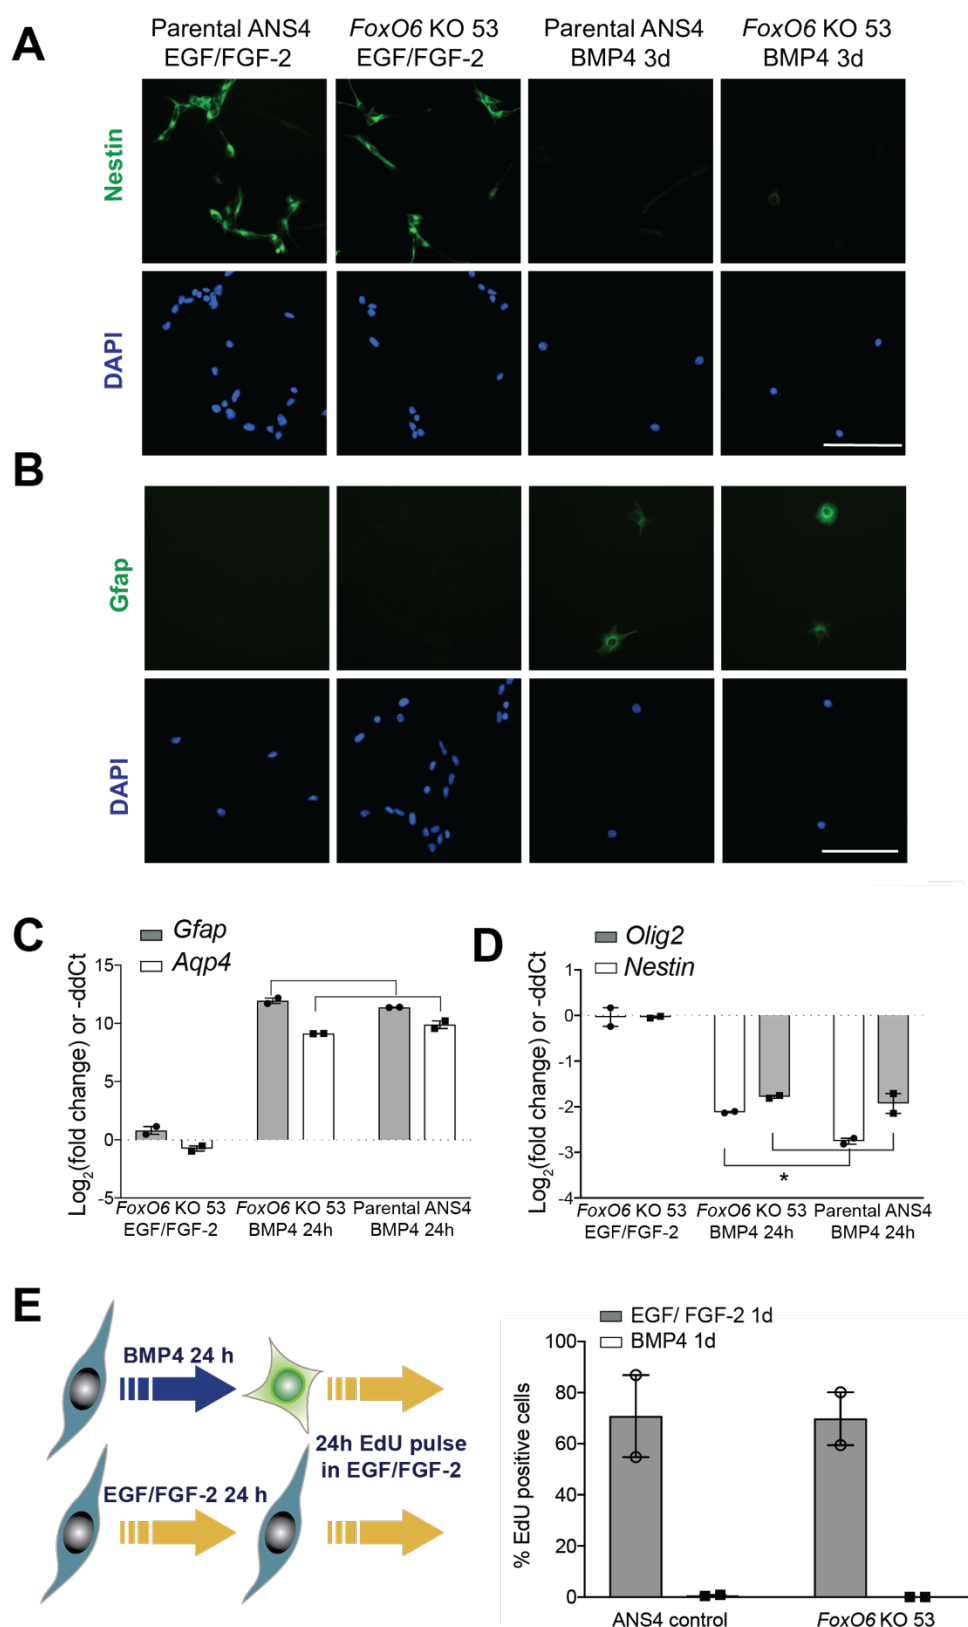 A
Parental ANS4
EGF/FGF-2
FoxO6 KO 53
EGF/FGF-2
Parental ANS4
BMP4 3d
FoxO6 KO 53
BMP4 3d
Nestin
DAPI
B
Gfap
DAPI
C
Gfap
Aqp4
Log2(fold change) or -ddCt
15
10
5
0
-5
FoxO6 KO 53
EGF/FGF-2
FoxO6 KO 53
BMP4 24h
Parental ANS4
BMP4 24h
D
Olig2
Nestin
Log2(fold change) or -ddCt
1
0
-1
-2
-3
-4
*
FoxO6 KO 53
EGF/FGF-2
FoxO6 KO 53
BMP4 24h
Parental ANS4
BMP4 24h
E
BMP4 24 h
24h EdU pulse
in EGF/FGF-2
EGF/FGF-2 24 h
EGF/ FGF-2 1d
BMP4 1d
% EdU positive cells
100
80
60
40
20
0
ANS4 control
FoxO6 KO 53